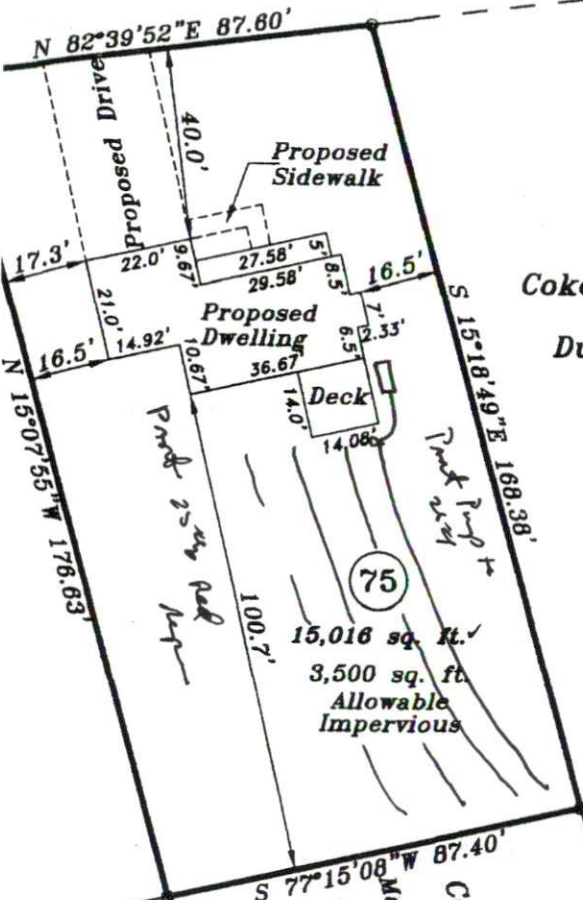 N 82°39'52"E 87.60'
Proposed Drive
40.0'
Proposed
Sidewalk
17.3'
22.0'
9.67'
27.58'
5'
29.58'
8.5'
16.5'
21.0'
Proposed
Dwelling
7'
2.33'
6.5'
16.5'
14.92'
10.67'
36.67'
14.0'
Deck
14.08'
S 15°18'49"E 168.38'
N 15°07'55"W 176.63'
100.7'
75
15,016 sq. ft.✓
3,500 sq. ft.
Allowable
Impervious
S 77°15'08"W 87.40'